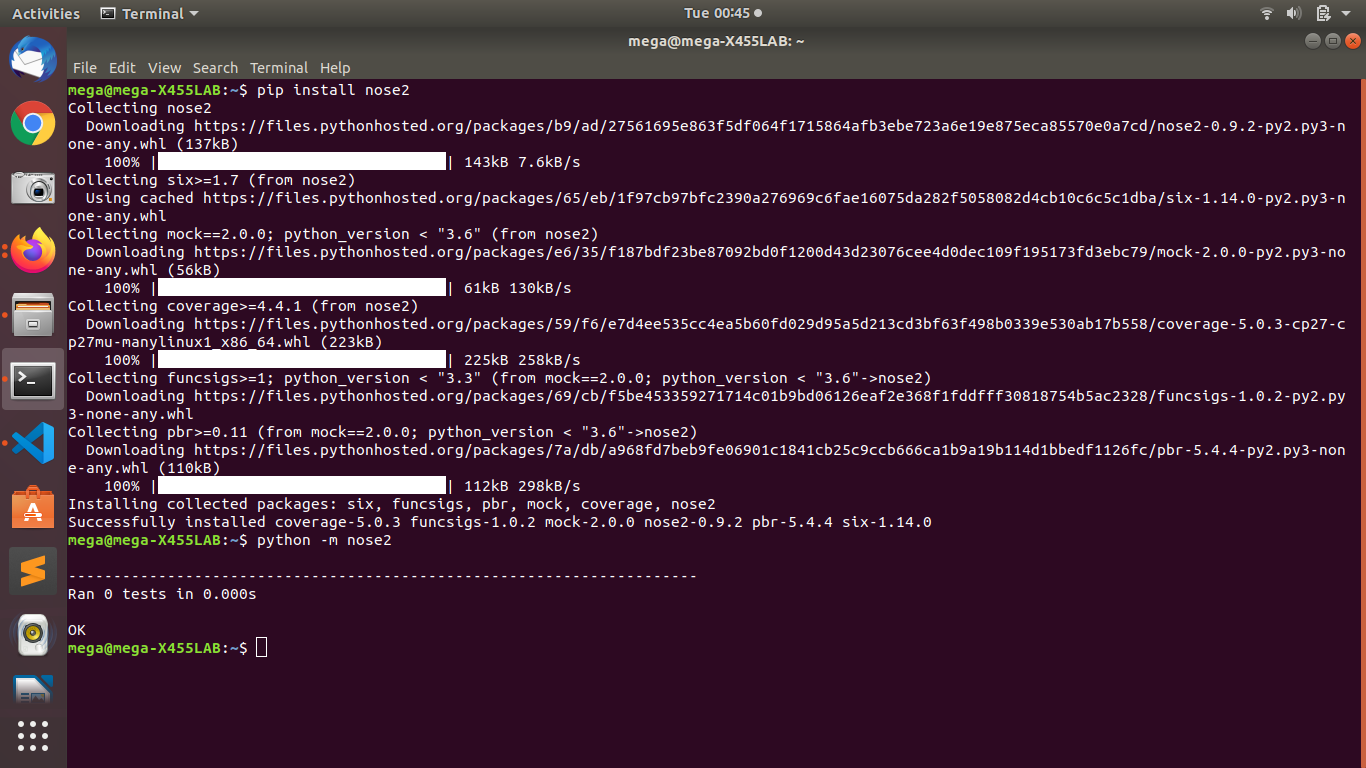 Activities Terminal Tue 00:45
mega@mega-X455LAB: ~
File Edit View Search Terminal Help
mega@mega-X455LAB:~$ pip install nose2
Collecting nose2
  Downloading https://files.pythonhosted.org/packages/b9/ad/27561695e863f5df064f1715864afb3ebe723a6e19e875eca85570e0a7cd/nose2-0.9.2-py2.py3-n
one-any.whl (137kB)
    100% |████████████████████████████████| 143kB 7.6kB/s
Collecting six>=1.7 (from nose2)
  Using cached https://files.pythonhosted.org/packages/65/eb/1f97cb97bfc2390a276969c6fae16075da282f5058082d4cb10c6c5c1dba/six-1.14.0-py2.py3-n
one-any.whl
Collecting mock==2.0.0; python_version < "3.6" (from nose2)
  Downloading https://files.pythonhosted.org/packages/e6/35/f187bdf23be87092bd0f1200d43d23076cee4d0dec109f195173fd3ebc79/mock-2.0.0-py2.py3-no
ne-any.whl (56kB)
    100% |████████████████████████████████| 61kB 130kB/s
Collecting coverage>=4.4.1 (from nose2)
  Downloading https://files.pythonhosted.org/packages/59/f6/e7d4ee535cc4ea5b60fd029d95a5d213cd3bf63f498b0339e530ab17b558/coverage-5.0.3-cp27-c
p27mu-manylinux1_x86_64.whl (223kB)
    100% |████████████████████████████████| 225kB 258kB/s
Collecting funcsigs>=1; python_version < "3.3" (from mock==2.0.0; python_version < "3.6"->nose2)
  Downloading https://files.pythonhosted.org/packages/69/cb/f5be453359271714c01b9bd06126eaf2e368f1fddfff30818754b5ac2328/funcsigs-1.0.2-py2.py
3-none-any.whl
Collecting pbr>=0.11 (from mock==2.0.0; python_version < "3.6"->nose2)
  Downloading https://files.pythonhosted.org/packages/7a/db/a968fd7beb9fe06901c1841cb25c9ccb666ca1b9a19b114d1bbedf1126fc/pbr-5.4.4-py2.py3-non
e-any.whl (110kB)
    100% |████████████████████████████████| 112kB 298kB/s
Installing collected packages: six, funcsigs, pbr, mock, coverage, nose2
Successfully installed coverage-5.0.3 funcsigs-1.0.2 mock-2.0.0 nose2-0.9.2 pbr-5.4.4 six-1.14.0
mega@mega-X455LAB:~$ python -m nose2
----------------------------------------------------------------------
Ran 0 tests in 0.000s
OK
mega@mega-X455LAB:~$